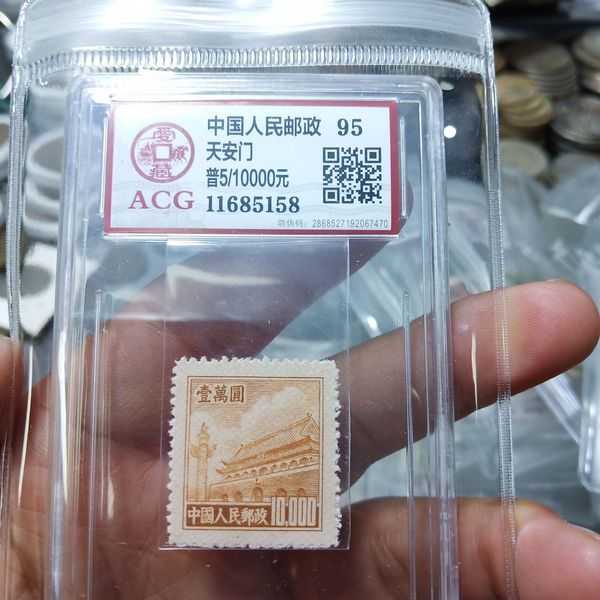 中国人民邮政 95
天安门
普5/10000元
ACG 11685158
防伪码: 2868527192067470
壹萬圓
中國人民郵政 10.000